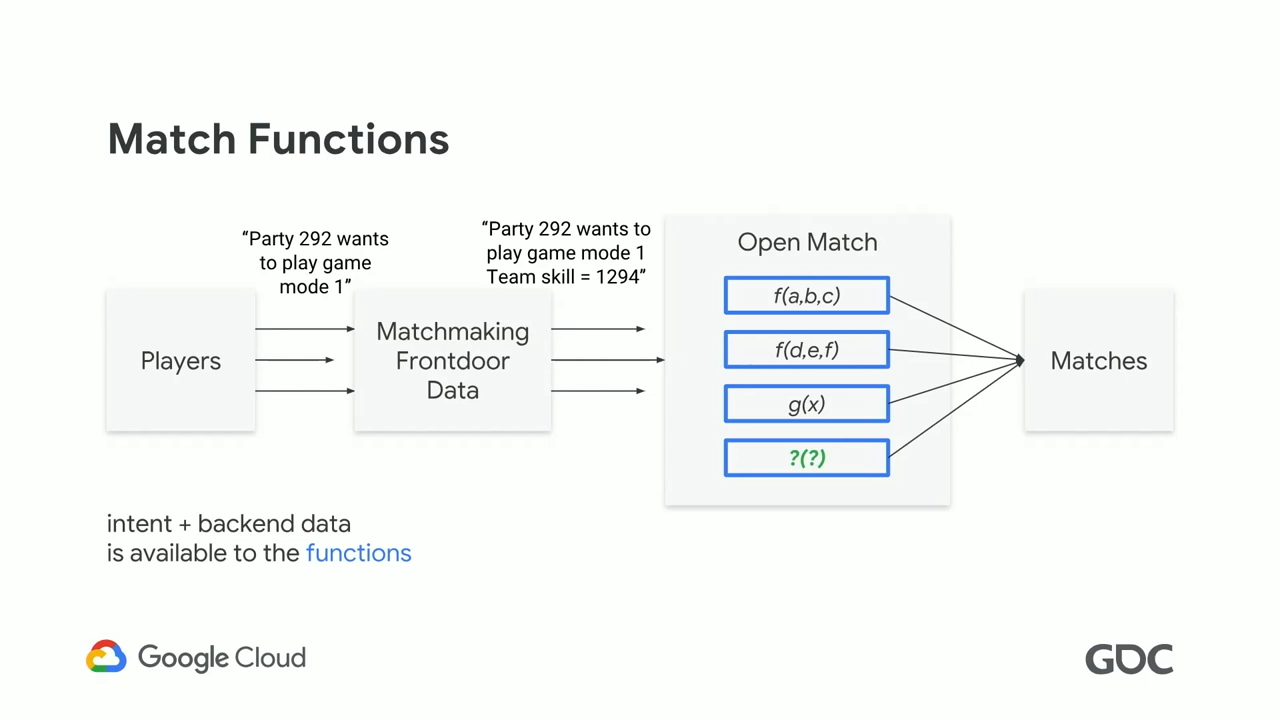 Match Functions
“Party 292 wants
to play game
mode 1”
“Party 292 wants to
play game mode 1
Team skill = 1294”
Players
Matchmaking
Frontdoor
Data
Open Match
f(a,b,c)
f(d,e,f)
g(x)
?(?)
Matches
intent + backend data
is available to the functions
Google Cloud
GDC